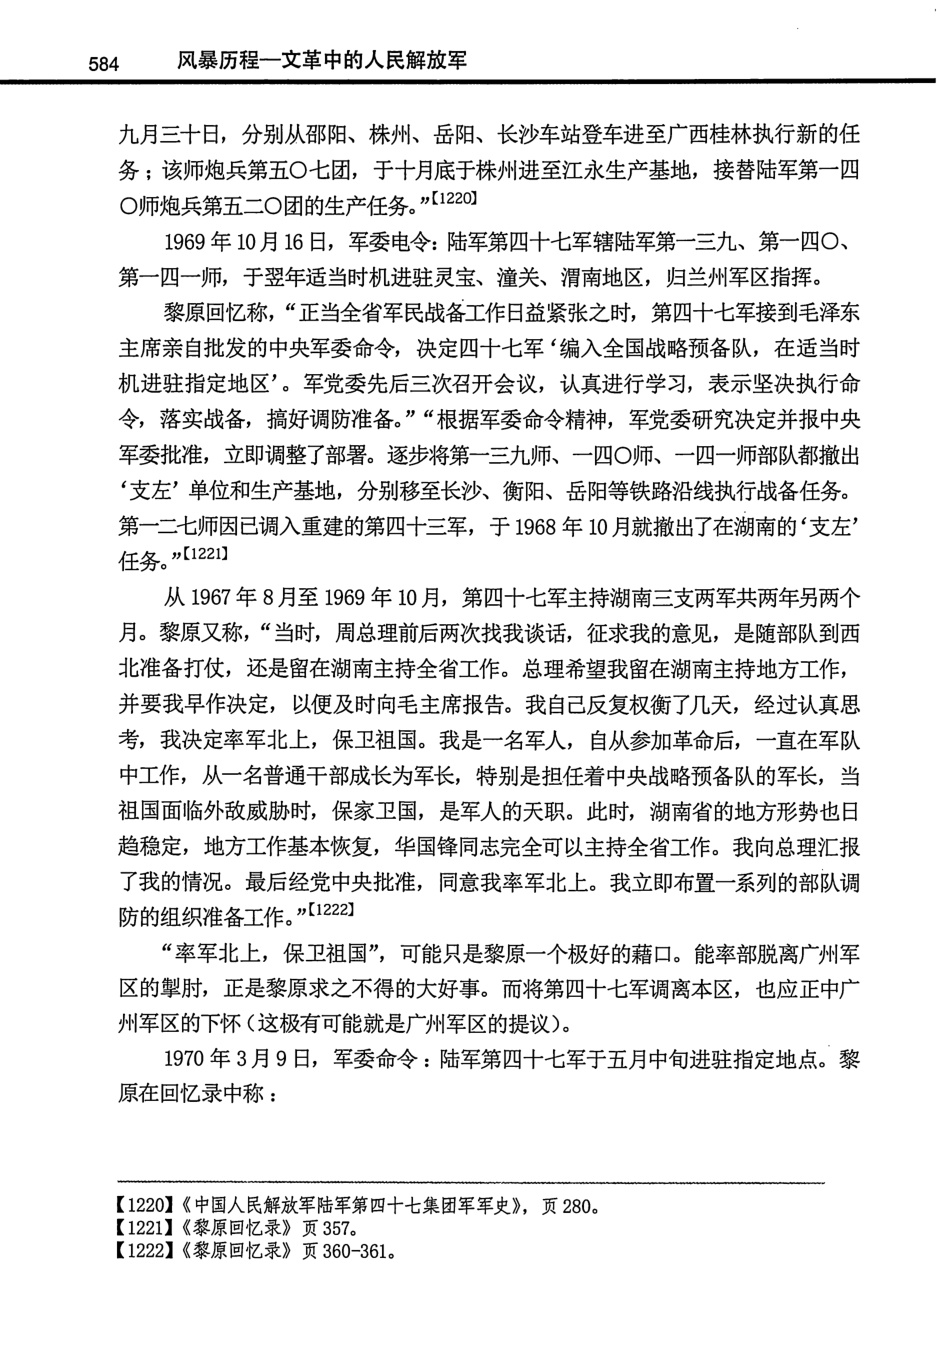 584 风暴历程—文革中的人民解放军
九月三十日，分别从邵阳、株州、岳阳、长沙车站登车进至广西桂林执行新的任
务；该师炮兵第五〇七团，于十月底于株州进至江永生产基地，接替陆军第一四
〇师炮兵第五二〇团的生产任务。”【1220】
1969 年 10 月 16 日，军委电令：陆军第四十七军辖陆军第一三九、第一四〇、
第一四一师，于翌年适当时机进驻灵宝、潼关、渭南地区，归兰州军区指挥。
黎原回忆称，“正当全省军民战备工作日益紧张之时，第四十七军接到毛泽东
主席亲自批发的中央军委命令，决定四十七军‘编入全国战略预备队，在适当时
机进驻指定地区’。军党委先后三次召开会议，认真进行学习，表示坚决执行命
令，落实战备，搞好调防准备。”“根据军委命令精神，军党委研究决定并报中央
军委批准，立即调整了部署。逐步将第一三九师、一四〇师、一四一师部队都撤出
‘支左’单位和生产基地，分别移至长沙、衡阳、岳阳等铁路沿线执行战备任务。
第一二七师因已调入重建的第四十三军，于 1968 年 10 月就撤出了在湖南的‘支左’
任务。”【1221】
从 1967 年 8 月至 1969 年 10 月，第四十七军主持湖南三支两军共两年另两个
月。黎原又称，“当时，周总理前后两次找我谈话，征求我的意见，是随部队到西
北准备打仗，还是留在湖南主持全省工作。总理希望我留在湖南主持地方工作，
并要我早作决定，以便及时向毛主席报告。我自己反复权衡了几天，经过认真思
考，我决定率军北上，保卫祖国。我是一名军人，自从参加革命后，一直在军队
中工作，从一名普通干部成长为军长，特别是担任着中央战略预备队的军长，当
祖国面临外敌威胁时，保家卫国，是军人的天职。此时，湖南省的地方形势也日
趋稳定，地方工作基本恢复，华国锋同志完全可以主持全省工作。我向总理汇报
了我的情况。最后经党中央批准，同意我率军北上。我立即布置一系列的部队调
防的组织准备工作。”【1222】
“率军北上，保卫祖国”，可能只是黎原一个极好的藉口。能率部脱离广州军
区的掣肘，正是黎原求之不得的大好事。而将第四十七军调离本区，也应正中广
州军区的下怀（这极有可能就是广州军区的提议）。
1970 年 3 月 9 日，军委命令：陆军第四十七军于五月中旬进驻指定地点。黎
原在回忆录中称：
【1220】《中国人民解放军陆军第四十七集团军军史》，页 280。
【1221】《黎原回忆录》页 357。
【1222】《黎原回忆录》页 360-361。